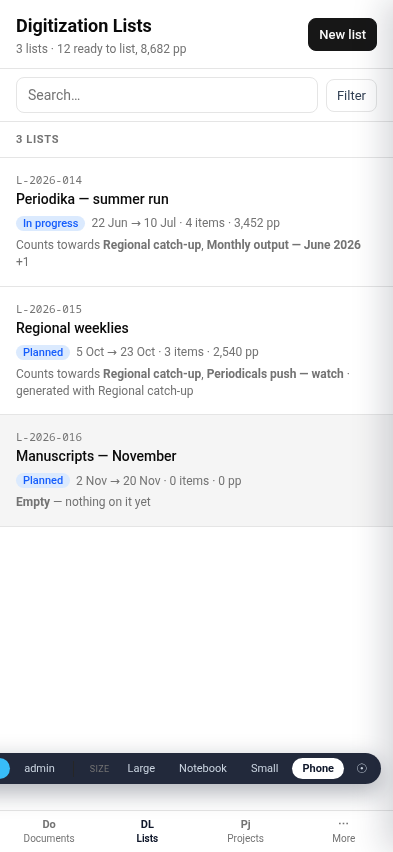 Digitization Lists
3 lists · 12 ready to list, 8,682 pp
New list
Search…
Filter
3 LISTS
L-2026-014
Periodika — summer run
In progress 22 Jun → 10 Jul · 4 items · 3,452 pp
Counts towards Regional catch-up, Monthly output — June 2026
+1
L-2026-015
Regional weeklies
Planned 5 Oct → 23 Oct · 3 items · 2,540 pp
Counts towards Regional catch-up, Periodicals push — watch ·
generated with Regional catch-up
L-2026-016
Manuscripts — November
Planned 2 Nov → 20 Nov · 0 items · 0 pp
Empty — nothing on it yet
admin SIZE Large Notebook Small Phone
Do DL Pj ···
Documents Lists Projects More